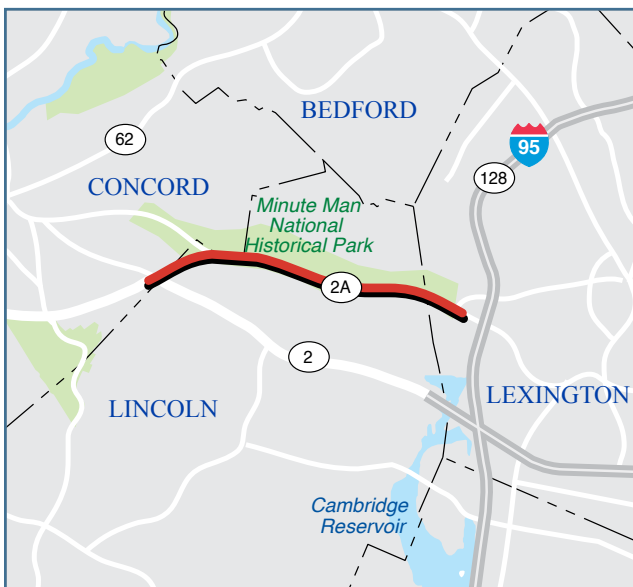 BEDFORD
62
95
128
CONCORD
Minute Man
National
Historical Park
2A
2
LINCOLN
LEXINGTON
Cambridge
Reservoir